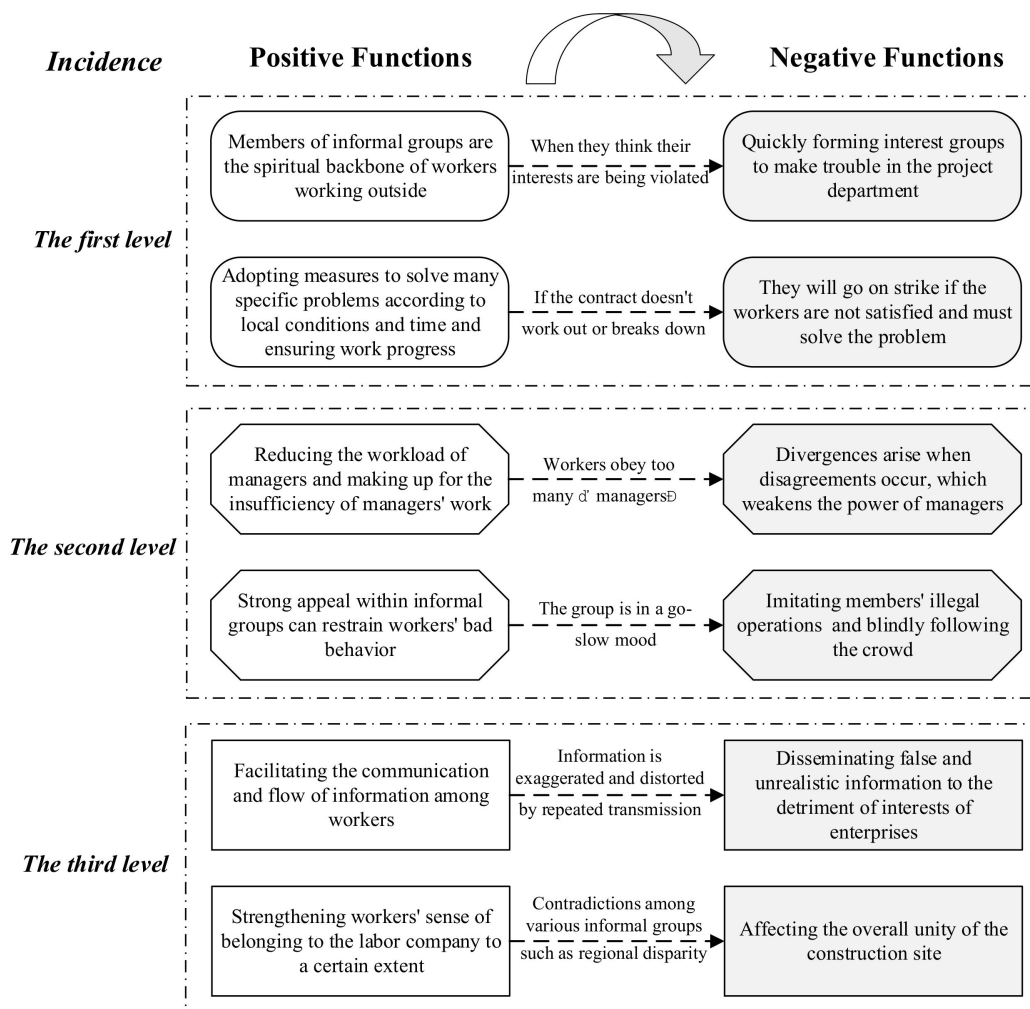 Incidence
Positive Functions
Negative Functions
The first level
Members of informal groups are
the spiritual backbone of workers
working outside
When they think their
interests are being violated
Quickly forming interest groups
to make trouble in the project
department
Adopting measures to solve many
specific problems according to
local conditions and time and
ensuring work progress
If the contract doesn't
work out or breaks down
They will go on strike if the
workers are not satisfied and must
solve the problem
The second level
Reducing the workload of
managers and making up for the
insufficiency of managers' work
Workers obey too
many ď managersĐ
Divergences arise when
disagreements occur, which
weakens the power of managers
Strong appeal within informal
groups can restrain workers' bad
behavior
The group is in a go-
slow mood
Imitating members' illegal
operations and blindly following
the crowd
The third level
Facilitating the communication
and flow of information among
workers
Information is
exaggerated and distorted
by repeated transmission
Disseminating false and
unrealistic information to the
detriment of interests of
enterprises
Strengthening workers' sense of
belonging to the labor company to
a certain extent
Contradictions among
various informal groups
such as regional disparity
Affecting the overall unity of the
construction site